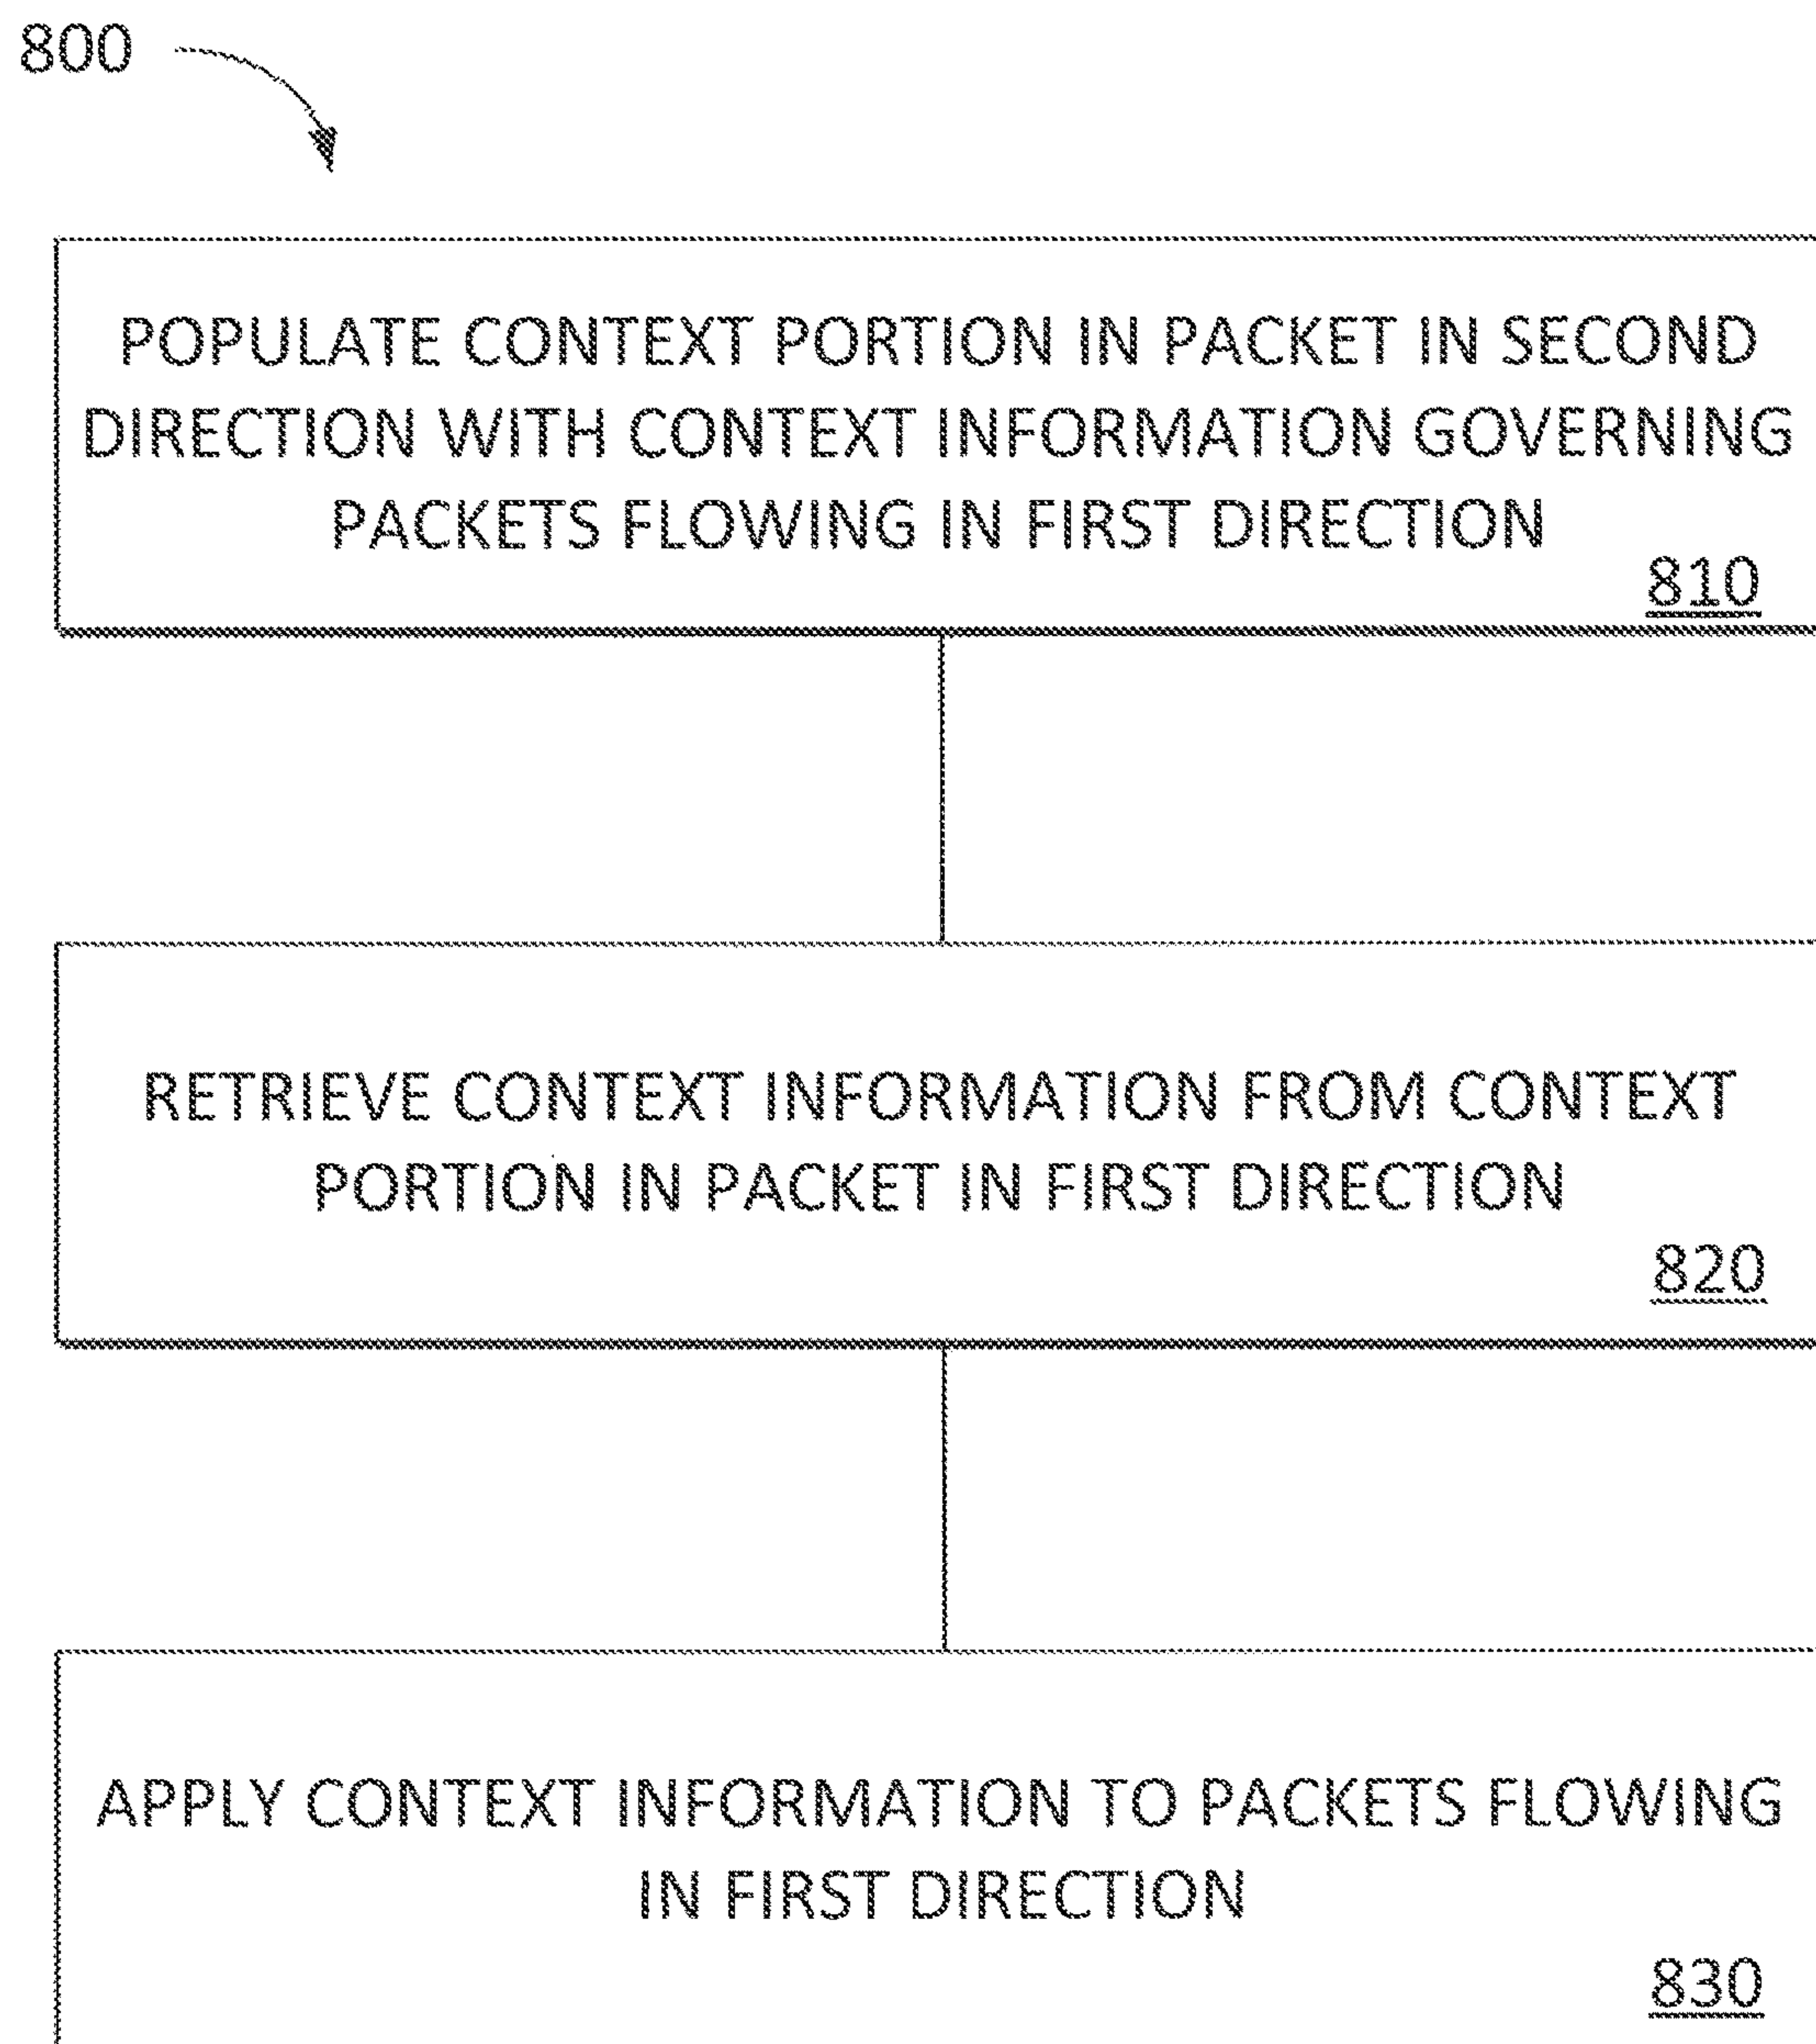 800
POPULATE CONTEXT PORTION IN PACKET IN SECOND
DIRECTION WITH CONTEXT INFORMATION GOVERNING
PACKETS FLOWING IN FIRST DIRECTION
810
RETRIEVE CONTEXT INFORMATION FROM CONTEXT
PORTION IN PACKET IN FIRST DIRECTION
820
APPLY CONTEXT INFORMATION TO PACKETS FLOWING
IN FIRST DIRECTION
830